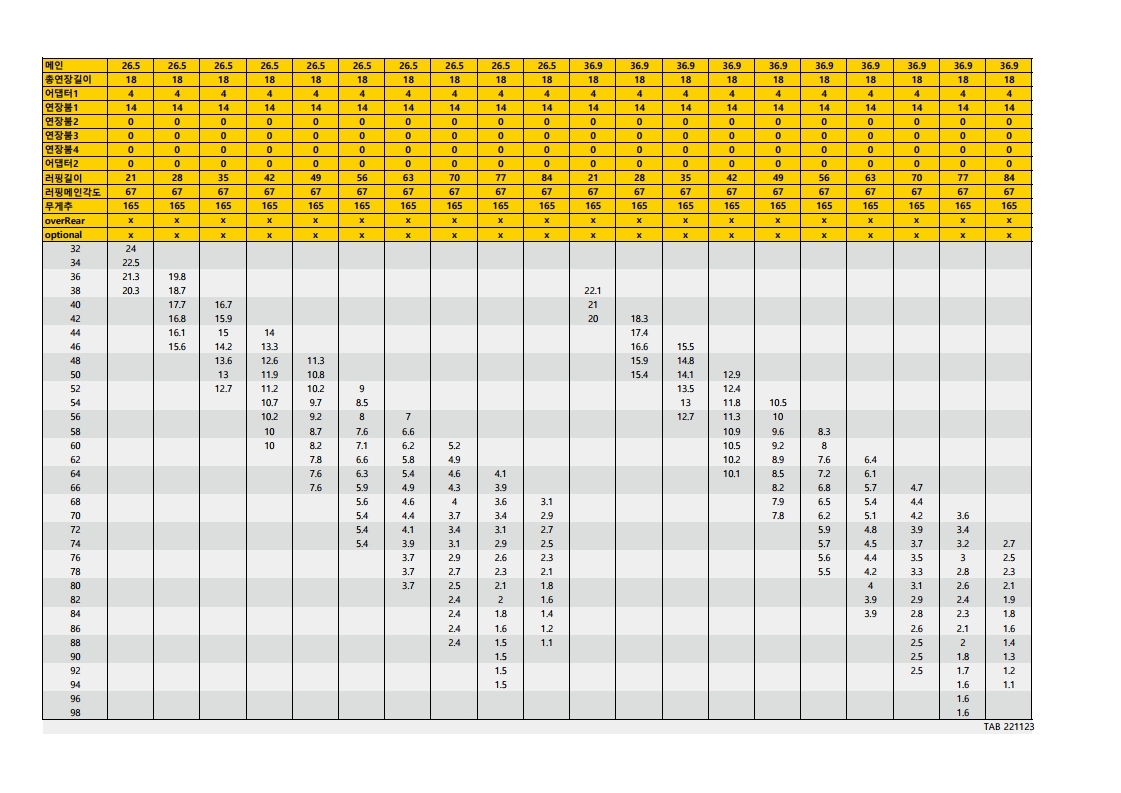 메인 26.5 26.5 26.5 26.5 26.5 26.5 26.5 26.5 26.5 26.5 36.9 36.9 36.9 36.9 36.9 36.9 36.9 36.9 36.9 36.9
총연장길이 18 18 18 18 18 18 18 18 18 18 18 18 18 18 18 18 18 18 18 18
어댑터1 4 4 4 4 4 4 4 4 4 4 4 4 4 4 4 4 4 4 4 4
연장붐1 14 14 14 14 14 14 14 14 14 14 14 14 14 14 14 14 14 14 14 14
연장붐2 0 0 0 0 0 0 0 0 0 0 0 0 0 0 0 0 0 0 0 0
연장붐3 0 0 0 0 0 0 0 0 0 0 0 0 0 0 0 0 0 0 0 0
연장붐4 0 0 0 0 0 0 0 0 0 0 0 0 0 0 0 0 0 0 0 0
어댑터2 0 0 0 0 0 0 0 0 0 0 0 0 0 0 0 0 0 0 0 0
러핑길이 21 28 35 42 49 56 63 70 77 84 21 28 35 42 49 56 63 70 77 84
러핑메인각도 67 67 67 67 67 67 67 67 67 67 67 67 67 67 67 67 67 67 67 67
무게추 165 165 165 165 165 165 165 165 165 165 165 165 165 165 165 165 165 165 165 165
overRear x x x x x x x x x x x x x x x x x x x x
optional x x x x x x x x x x x x x x x x x x x x
32 24
34 22.5
36 21.3 19.8
38 20.3 18.7 22.1
40 17.7 16.7 21
42 16.8 15.9 20 18.3
44 16.1 15 14 17.4
46 15.6 14.2 13.3 16.6 15.5
48 13.6 12.6 11.3 15.9 14.8
50 13 11.9 10.8 15.4 14.1 12.9
52 12.7 11.2 10.2 9 13.5 12.4
54 10.7 9.7 8.5 13 11.8 10.5
56 10.2 9.2 8 7 12.7 11.3 10
58 10 8.7 7.6 6.6 10.9 9.6 8.3
60 10 8.2 7.1 6.2 5.2 10.5 9.2 8
62 7.8 6.6 5.8 4.9 10.2 8.9 7.6 6.4
64 7.6 6.3 5.4 4.6 4.1 10.1 8.5 7.2 6.1
66 7.6 5.9 4.9 4.3 3.9 8.2 6.8 5.7 4.7
68 5.6 4.6 4 3.6 3.1 7.9 6.5 5.4 4.4
70 5.4 4.4 3.7 3.4 2.9 7.8 6.2 5.1 4.2 3.6
72 5.4 4.1 3.4 3.1 2.7 5.9 4.8 3.9 3.4
74 5.4 3.9 3.1 2.9 2.5 5.7 4.5 3.7 3.2 2.7
76 3.7 2.9 2.6 2.3 5.6 4.4 3.5 3 2.5
78 3.7 2.7 2.3 2.1 5.5 4.2 3.3 2.8 2.3
80 3.7 2.5 2.1 1.8 4 3.1 2.6 2.1
82 2.4 2 1.6 3.9 2.9 2.4 1.9
84 2.4 1.8 1.4 3.9 2.8 2.3 1.8
86 2.4 1.6 1.2 2.6 2.1 1.6
88 2.4 1.5 1.1 2.5 2 1.4
90 1.5 2.5 1.8 1.3
92 1.5 2.5 1.7 1.2
94 1.5 1.6 1.1
96 1.6
98 1.6
TAB 221123